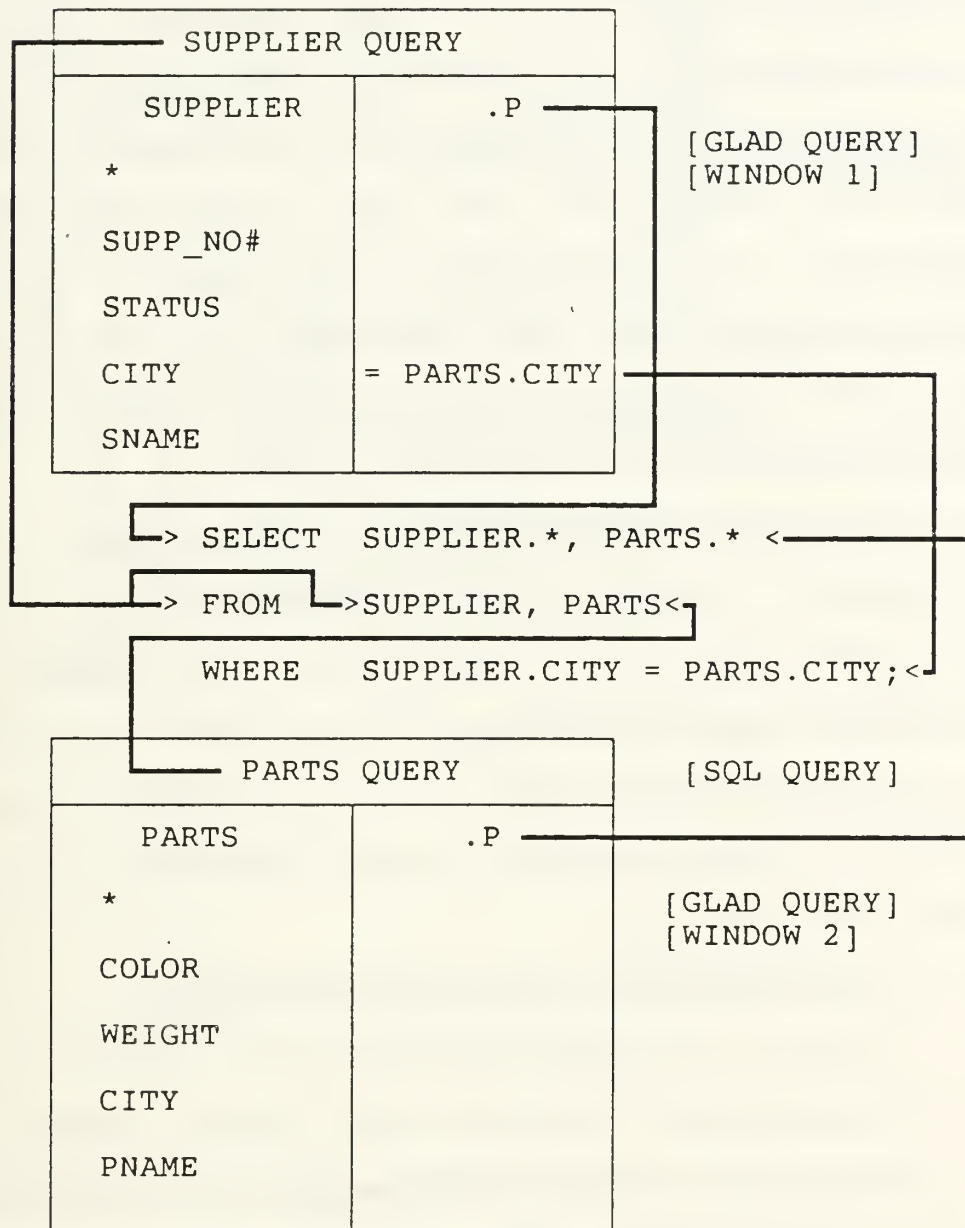 SUPPLIER QUERY
SUPPLIER .P
[GLAD QUERY]
[WINDOW 1]
*
SUPP_NO#
STATUS
CITY = PARTS.CITY
SNAME
> SELECT SUPPLIER.*, PARTS.* <
> FROM >SUPPLIER, PARTS<
WHERE SUPPLIER.CITY = PARTS.CITY;<
PARTS QUERY
[SQL QUERY]
PARTS .P
*
[GLAD QUERY]
[WINDOW 2]
COLOR
WEIGHT
CITY
PNAME